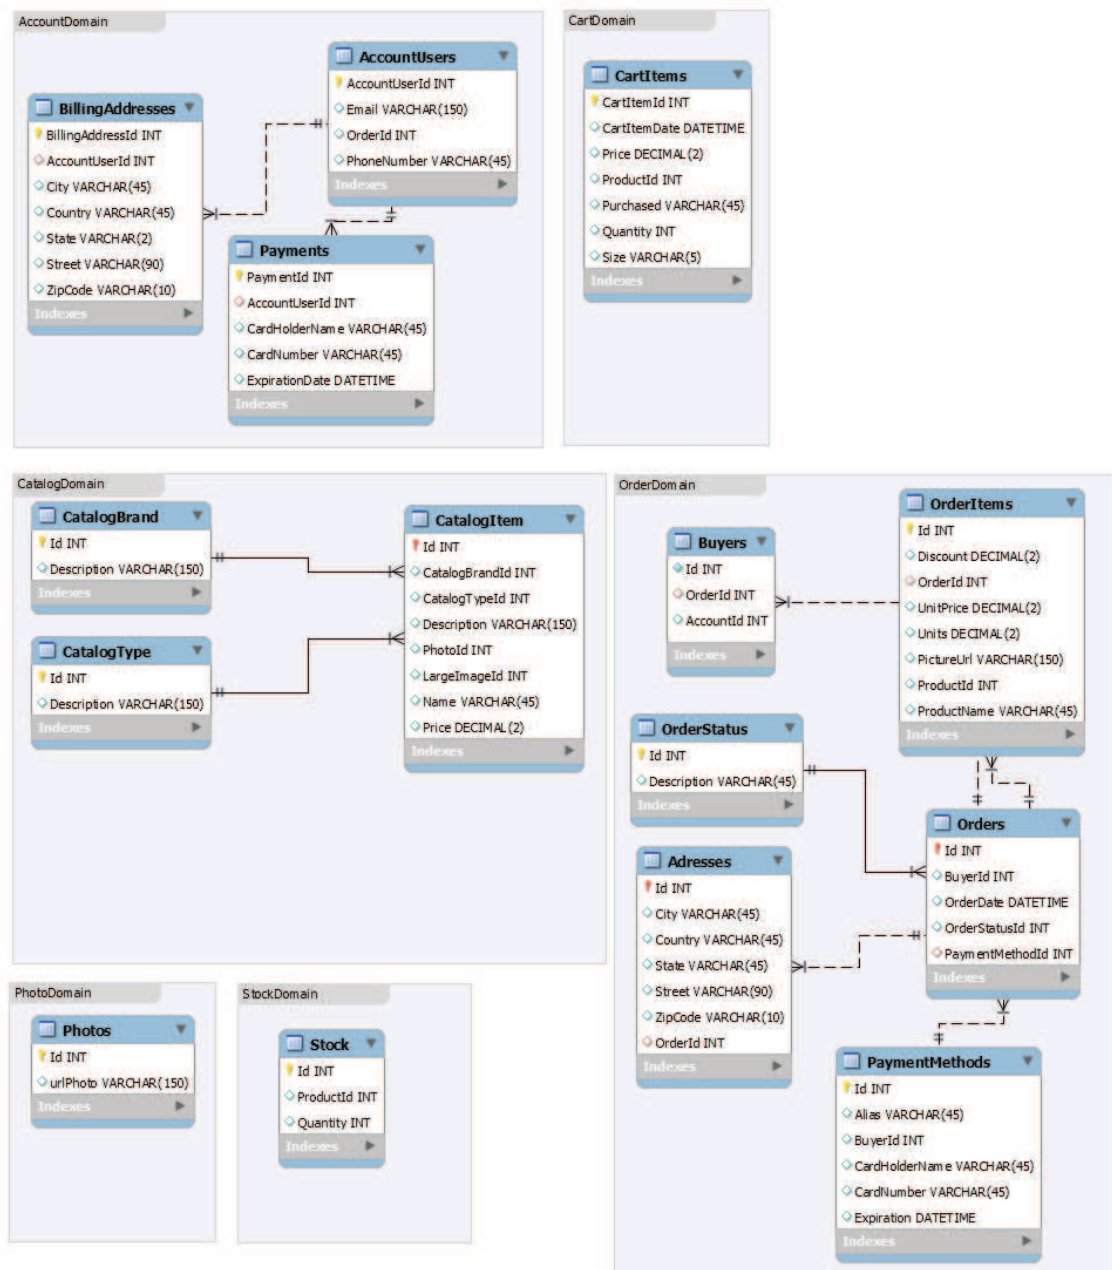 AccountDomain
BillingAddresses
BillingAddressId INT
AccountUserId INT
City VARCHAR(45)
Country VARCHAR(45)
State VARCHAR(2)
Street VARCHAR(90)
ZipCode VARCHAR(10)
Indexes
AccountUsers
AccountUserId INT
Email VARCHAR(150)
OrderId INT
PhoneNumber VARCHAR(45)
Indexes
Payments
PaymentId INT
AccountUserId INT
CardHolderName VARCHAR(45)
CardNumber VARCHAR(45)
ExpirationDate DATETIME
Indexes
CartDomain
CartItems
CartItemId INT
CartItemDate DATETIME
Price DECIMAL(2)
ProductId INT
Purchased VARCHAR(45)
Quantity INT
Size VARCHAR(5)
Indexes
CatalogDomain
CatalogBrand
Id INT
Description VARCHAR(150)
Indexes
CatalogType
Id INT
Description VARCHAR(150)
Indexes
CatalogItem
Id INT
CatalogBrandId INT
CatalogTypeId INT
Description VARCHAR(150)
PhotoId INT
LargeImageId INT
Name VARCHAR(45)
Price DECIMAL(2)
Indexes
OrderDomain
Buyers
Id INT
OrderId INT
AccountId INT
Indexes
OrderItems
Id INT
Discount DECIMAL(2)
OrderId INT
UnitPrice DECIMAL(2)
Units DECIMAL(2)
PictureUrl VARCHAR(150)
ProductId INT
ProductName VARCHAR(45)
Indexes
OrderStatus
Id INT
Description VARCHAR(45)
Indexes
Adresses
Id INT
City VARCHAR(45)
Country VARCHAR(45)
State VARCHAR(45)
Street VARCHAR(90)
ZipCode VARCHAR(10)
OrderId INT
Indexes
Orders
Id INT
BuyerId INT
OrderDate DATETIME
OrderStatusId INT
PaymentMethodId INT
Indexes
PaymentMethods
Id INT
Alias VARCHAR(45)
BuyerId INT
CardHolderName VARCHAR(45)
CardNumber VARCHAR(45)
Expiration DATETIME
Indexes
PhotoDomain
Photos
Id INT
urlPhoto VARCHAR(150)
Indexes
StockDomain
Stock
Id INT
ProductId INT
Quantity INT
Indexes